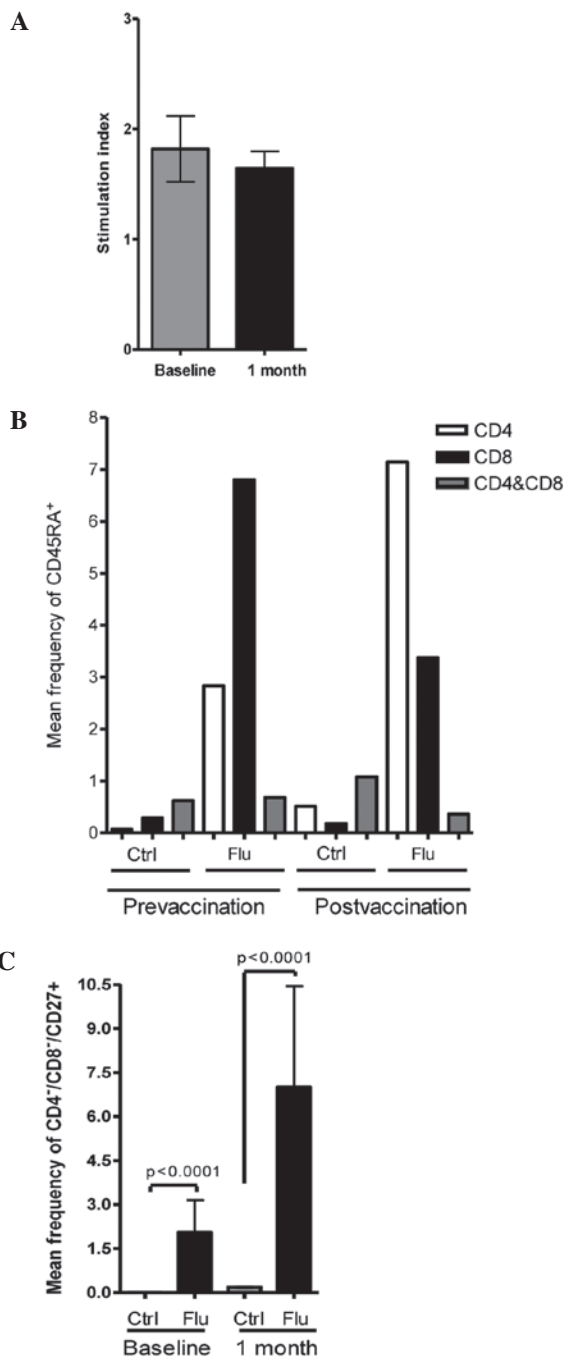 A
Stimulation index
3
2
1
0
Baseline 1 month
B
Mean frequency of CD45RA⁺
8
7
6
5
4
3
2
1
0
CD4
CD8
CD4&CD8
Ctrl Flu Ctrl Flu
Prevaccination Postvaccination
C
Mean frequency of CD4⁻/CD8⁻/CD27+
10.5
9.0
7.5
6.0
4.5
3.0
1.5
0.0
p<0.0001
p<0.0001
Ctrl Flu Ctrl Flu
Baseline 1 month